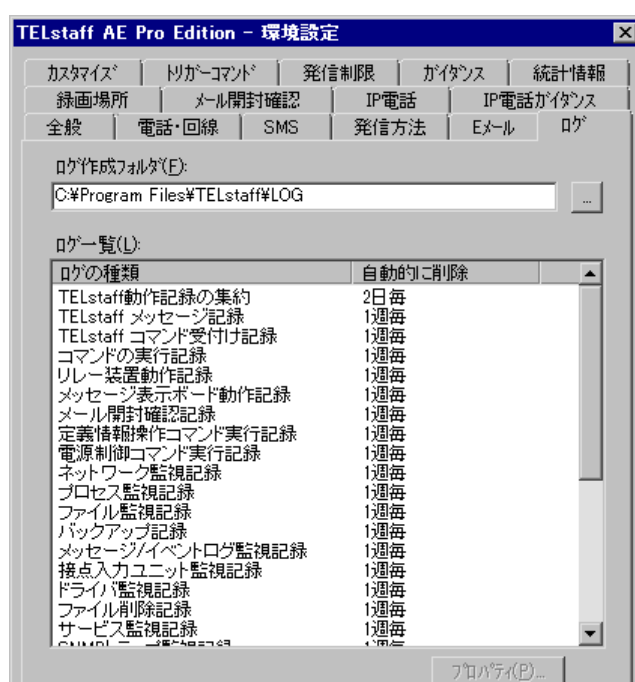 TELstaff AE Pro Edition - 環境設定
カスタマイズ トリガーコマンド 発信制限 ガイダンス 統計情報
録画場所 メール開封確認 IP電話 IP電話ガイダンス
全般 電話・回線 SMS 発信方法 Eメール ログ
ログ作成フォルダ(F):
C:¥Program Files¥TELstaff¥LOG
...
ログ一覧(L):
ログの種類 自動的に削除
TELstaff動作記録の集約 2日毎
TELstaff メッセージ記録 1週毎
TELstaff コマンド受付け記録 1週毎
コマンドの実行記録 1週毎
リレー装置動作記録 1週毎
メッセージ表示ボード動作記録 1週毎
メール開封確認記録 1週毎
定義情報操作コマンド実行記録 1週毎
電源制御コマンド実行記録 1週毎
ネットワーク監視記録 1週毎
プロセス監視記録 1週毎
ファイル監視記録 1週毎
バックアップ記録 1週毎
メッセージ/イベントログ監視記録 1週毎
接点入力ユニット監視記録 1週毎
ドライバ監視記録 1週毎
ファイル削除記録 1週毎
サービス監視記録 1週毎
プロパティ(P)...